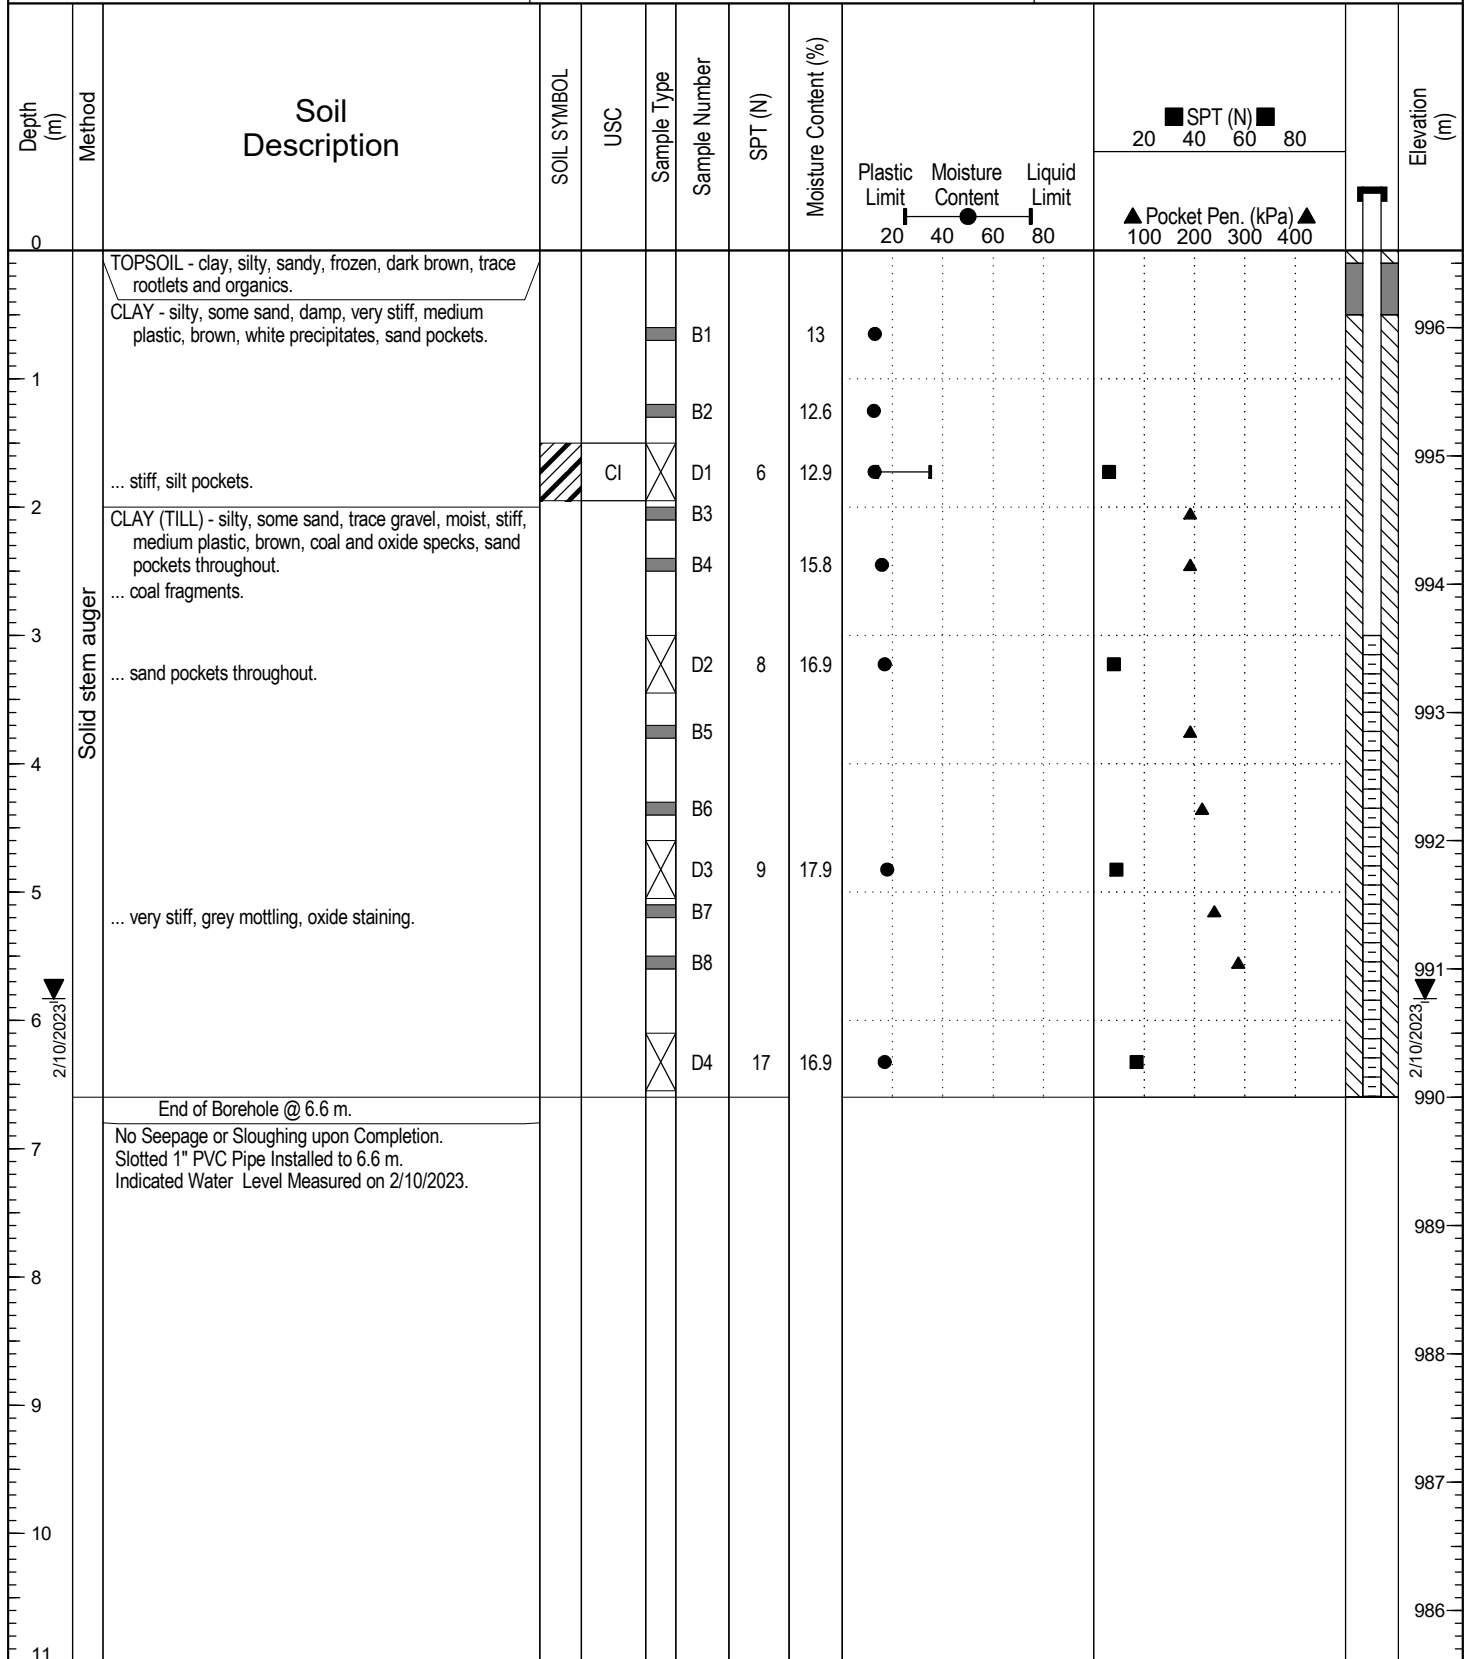 Depth
(m)
Method
Soil
Description
SOIL SYMBOL
USC
Sample Type
Sample Number
SPT (N)
Moisture Content (%)
Plastic Limit
Moisture Content
Liquid Limit
20 40 60 80
SPT (N)
20 40 60 80
Pocket Pen. (kPa)
100 200 300 400
Elevation
(m)
0
TOPSOIL - clay, silty, sandy, frozen, dark brown, trace
rootlets and organics.
CLAY - silty, some sand, damp, very stiff, medium
plastic, brown, white precipitates, sand pockets.
B1 13
996
1
B2 12.6
... stiff, silt pockets.
CI D1 6 12.9
995
2
CLAY (TILL) - silty, some sand, trace gravel, moist, stiff,
medium plastic, brown, coal and oxide specks, sand
pockets throughout.
B3
B4 15.8
... coal fragments.
994
Solid stem auger
3
... sand pockets throughout.
D2 8 16.9
B5
993
4
B6
992
D3 9 17.9
5
... very stiff, grey mottling, oxide staining.
B7
B8
991
2/10/2023
2/10/2023
6
D4 17 16.9
End of Borehole @ 6.6 m.
990
No Seepage or Sloughing upon Completion.
7
Slotted 1" PVC Pipe Installed to 6.6 m.
Indicated Water Level Measured on 2/10/2023.
989
8
988
9
987
10
986
11